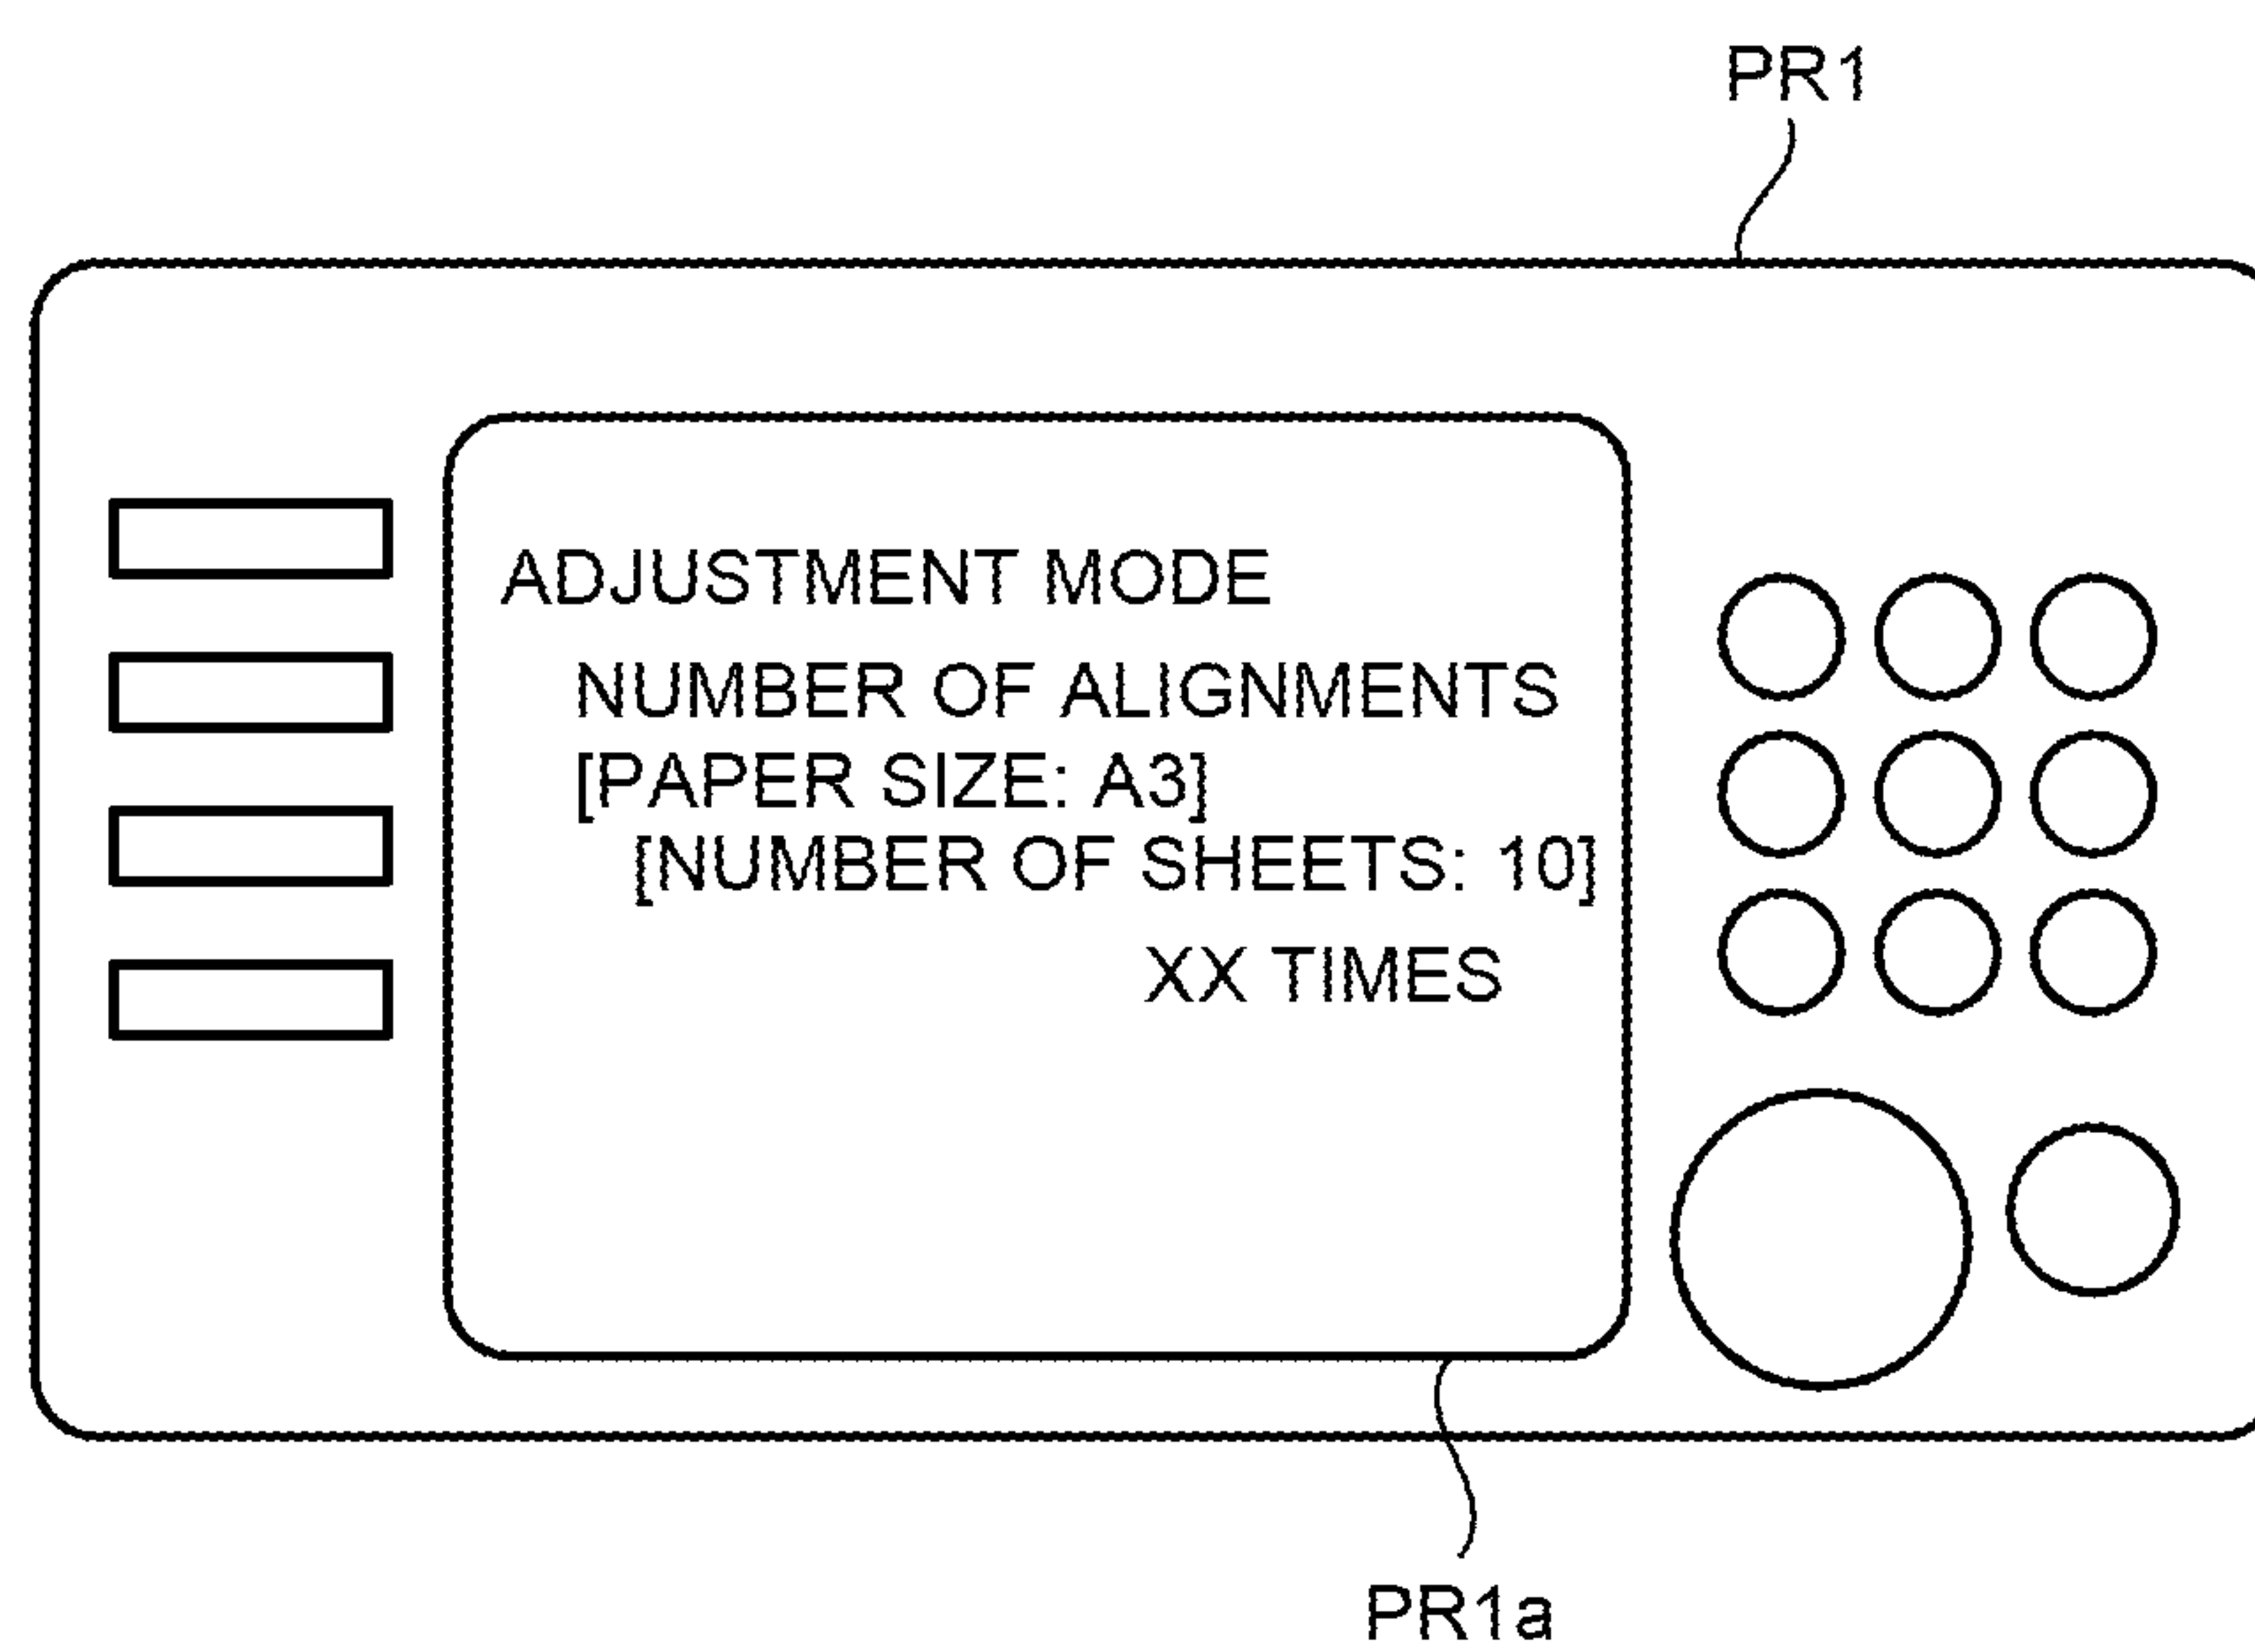 PR1
ADJUSTMENT MODE
NUMBER OF ALIGNMENTS
[PAPER SIZE: A3]
[NUMBER OF SHEETS: 10]
XX TIMES
PR1a